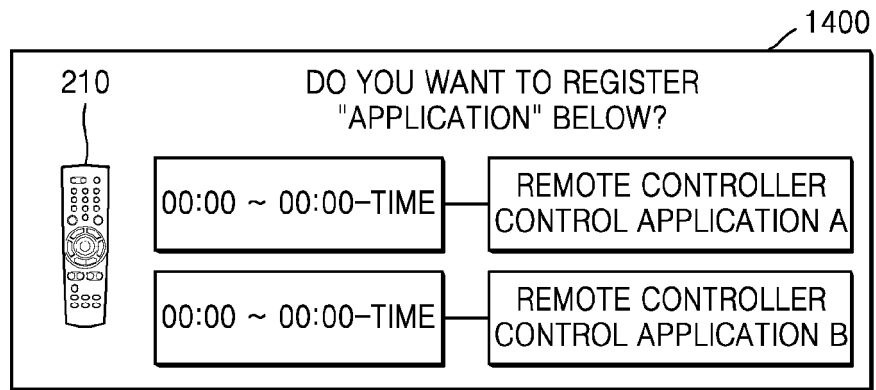 1400
210
DO YOU WANT TO REGISTER
"APPLICATION" BELOW?
00:00 ~ 00:00-TIME
REMOTE CONTROLLER
CONTROL APPLICATION A
00:00 ~ 00:00-TIME
REMOTE CONTROLLER
CONTROL APPLICATION B